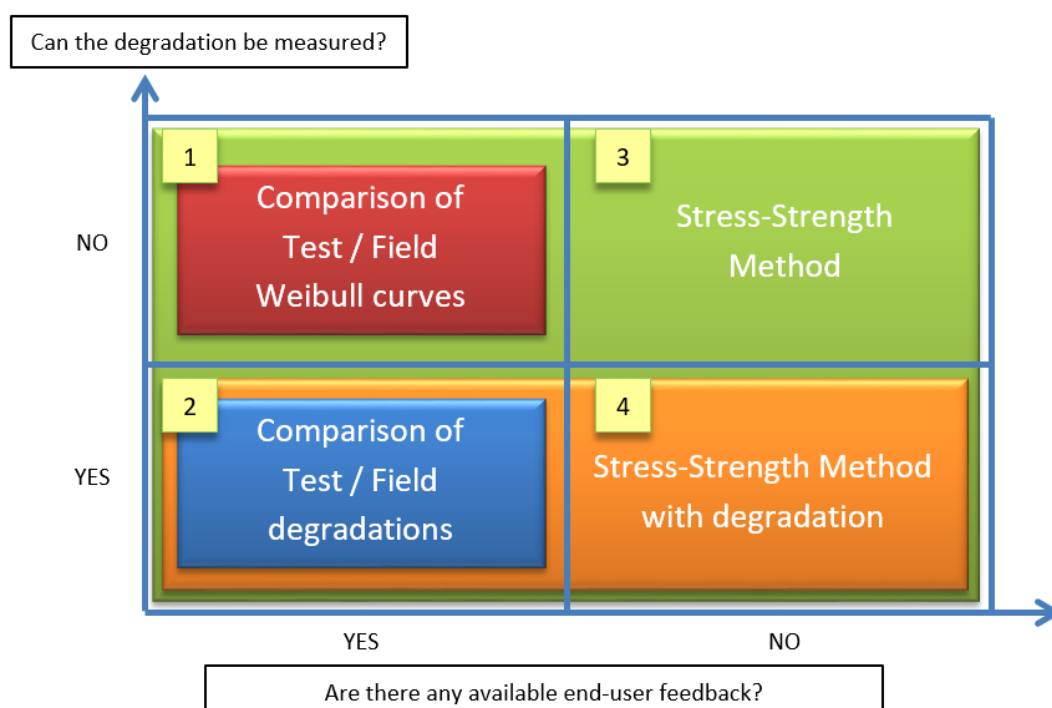 Can the degradation be measured?
1
3
Comparison of
Test / Field
Weibull curves
Stress-Strength
Method
NO
2
4
Comparison of
Test / Field
degradations
Stress-Strength Method
with degradation
YES
YES
NO
Are there any available end-user feedback?